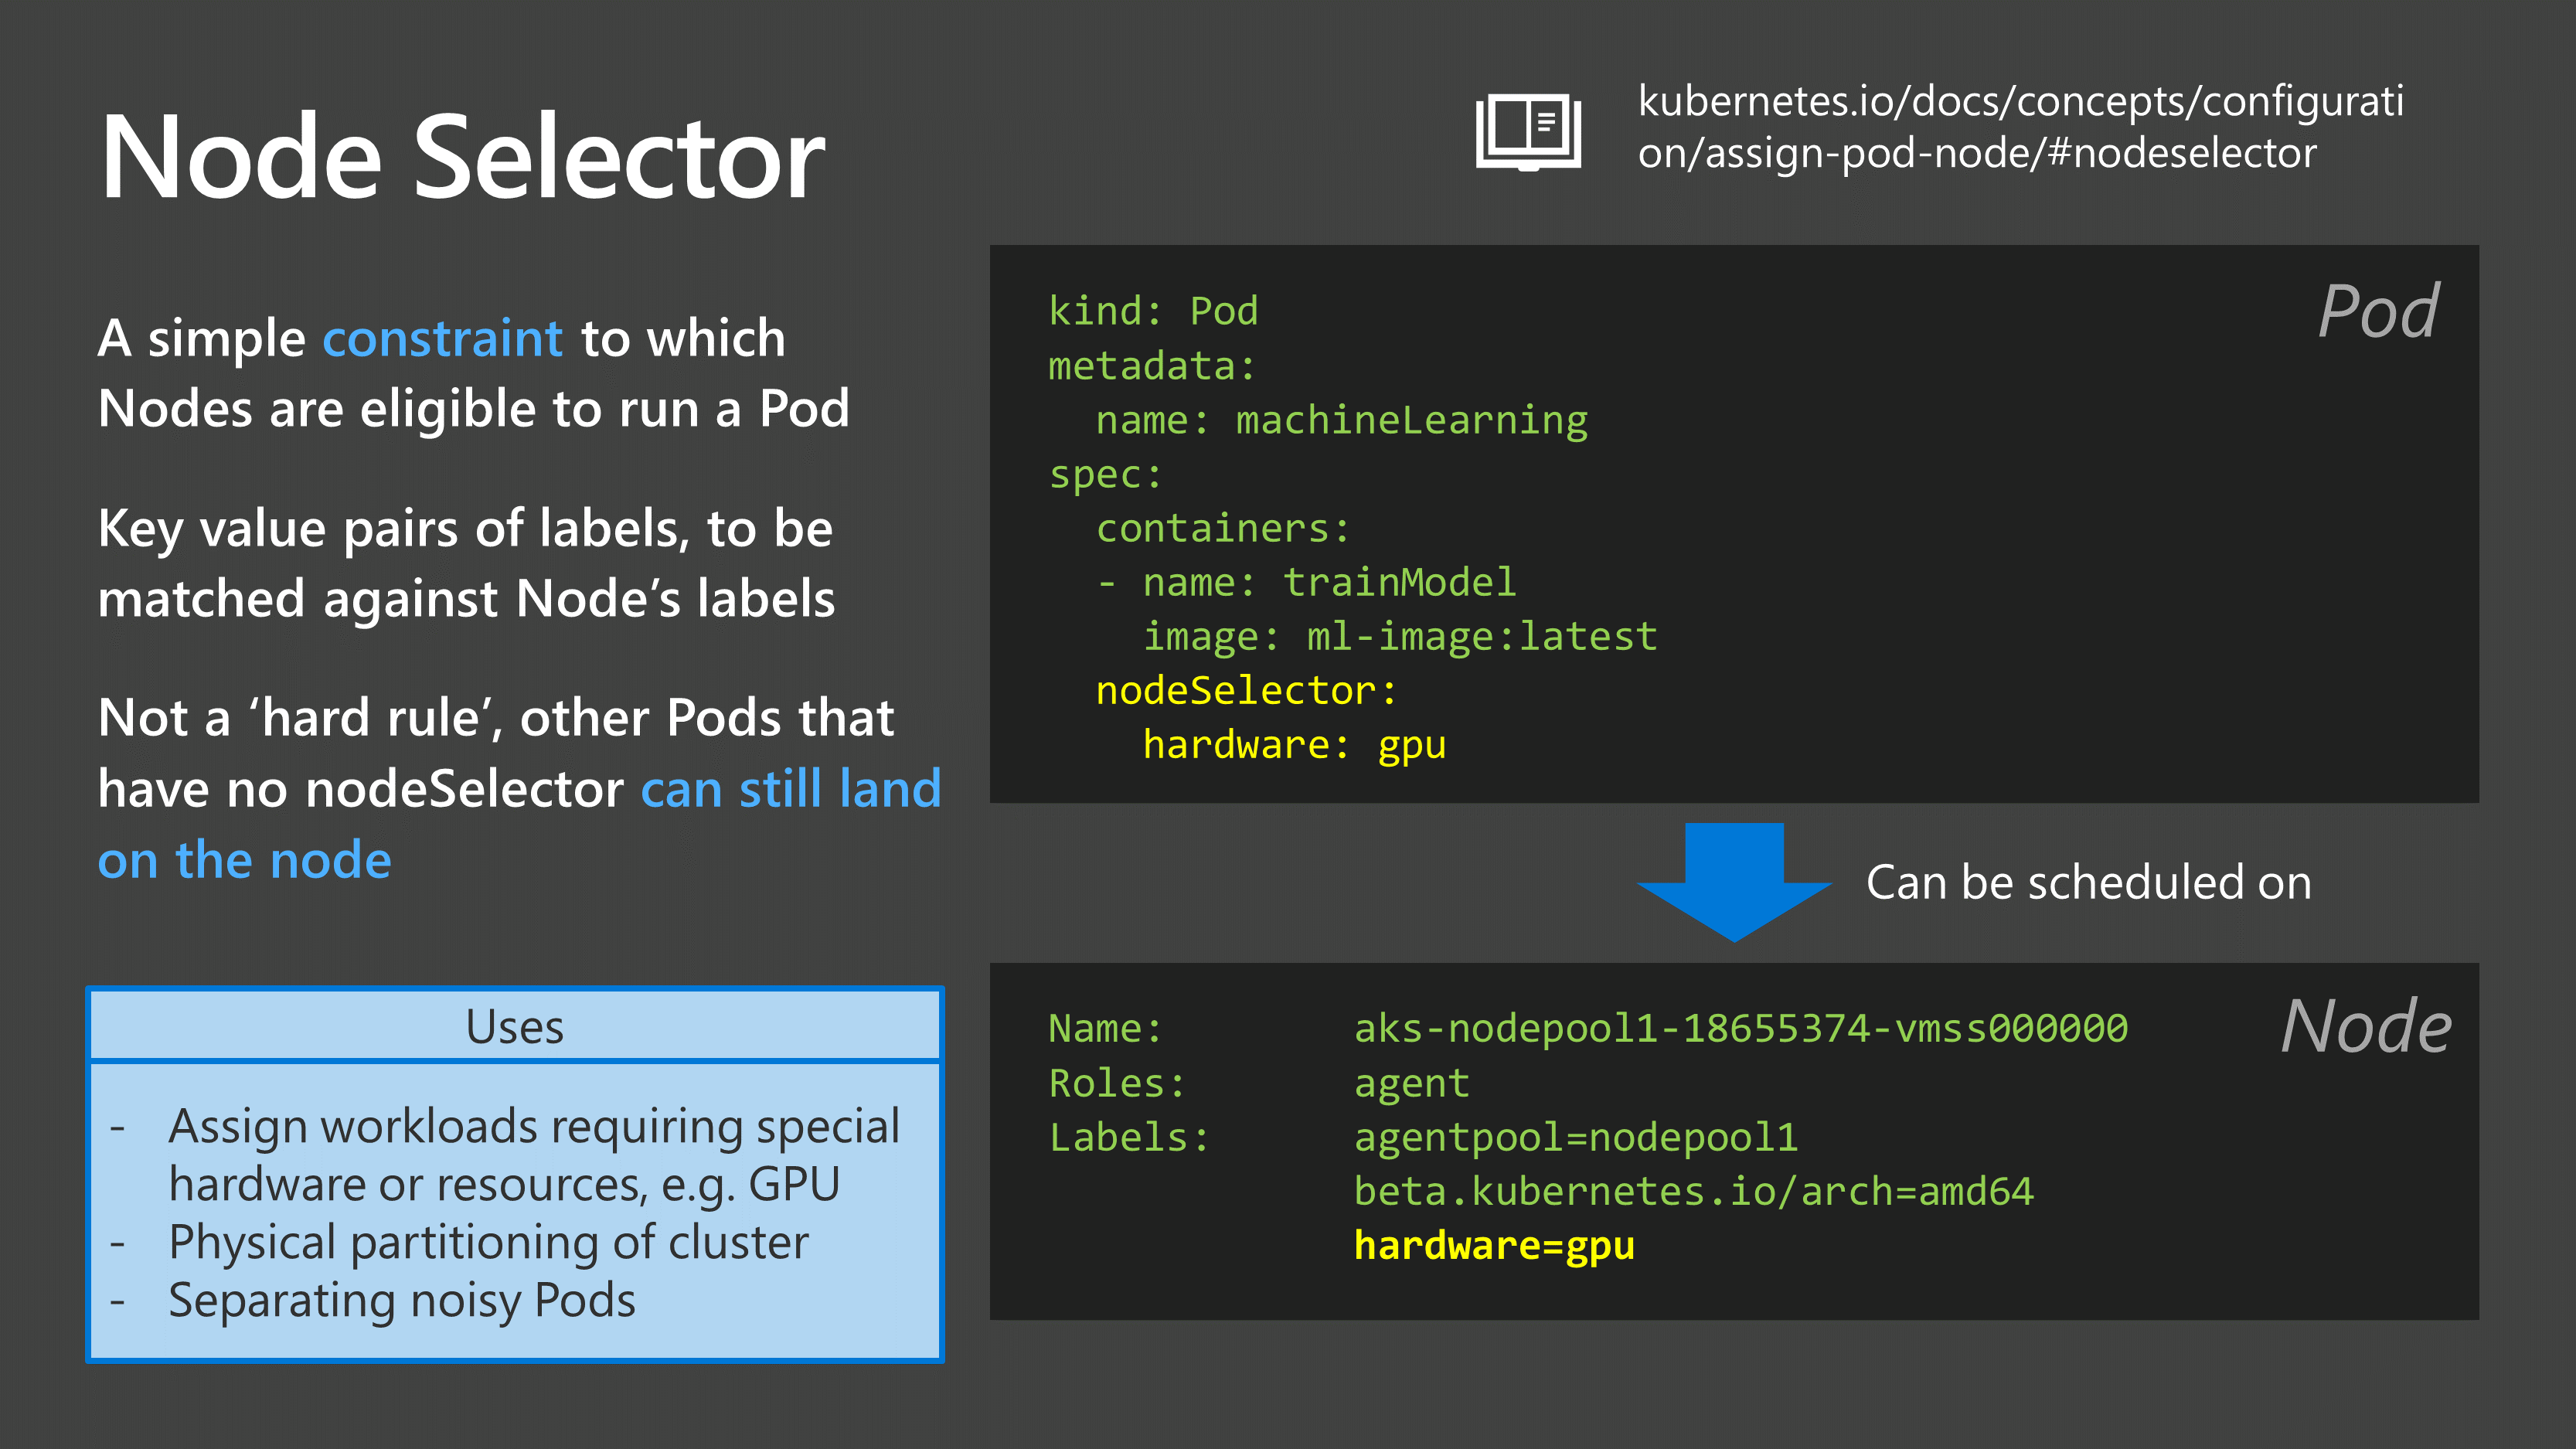 Node Selector
kubernetes.io/docs/concepts/configurati
on/assign-pod-node/#nodeselector
A simple constraint to which
Nodes are eligible to run a Pod
Key value pairs of labels, to be
matched against Node’s labels
Not a ‘hard rule’, other Pods that
have no nodeSelector can still land
on the node
Uses
- Assign workloads requiring special
hardware or resources, e.g. GPU
- Physical partitioning of cluster
- Separating noisy Pods
Pod
kind: Pod
metadata:
  name: machineLearning
spec:
  containers:
  - name: trainModel
    image: ml-image:latest
  nodeSelector:
    hardware: gpu
Can be scheduled on
Node
Name: aks-nodepool1-18655374-vmss000000
Roles: agent
Labels: agentpool=nodepool1
beta.kubernetes.io/arch=amd64
hardware=gpu